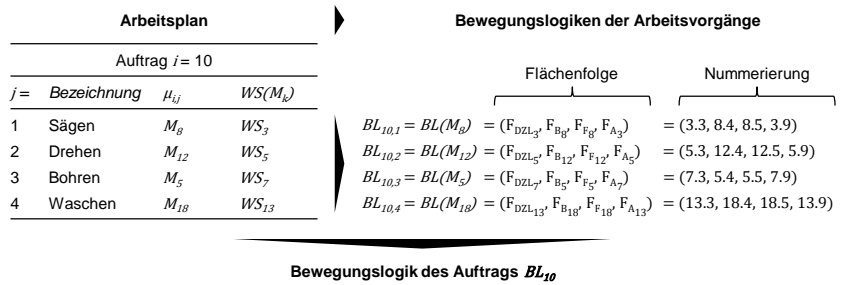 Arbeitsplan Bewegungslogiken der Arbeitsvorgänge
Auftrag i = 10
Flächenfolge Nummerierung
j = Bezeichnung μi,j WS(Mk)
1 Sägen M8 WS3 BL10,1 = BL(M8) = (FDZL3, FB8, FF8, FA3) = (3.3, 8.4, 8.5, 3.9)
2 Drehen M12 WS5 BL10,2 = BL(M12) = (FDZL5, FB12, FF12, FA5) = (5.3, 12.4, 12.5, 5.9)
3 Bohren M5 WS7 BL10,3 = BL(M5) = (FDZL7, FB5, FF5, FA7) = (7.3, 5.4, 5.5, 7.9)
4 Waschen M18 WS13 BL10,4 = BL(M18) = (FDZL13, FB18, FF18, FA13) = (13.3, 18.4, 18.5, 13.9)
Bewegungslogik des Auftrags BL10